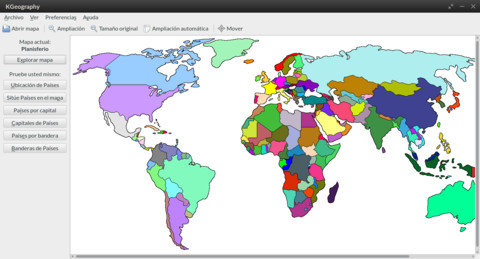 KGeography
Archivo Ver Preferencias Ayuda
Abrir mapa Ampliación Tamaño original Ampliación automática Mover
Mapa actual:
Planisferio
Explorar mapa
Pruebe usted mismo:
Ubicación de Países
Sitúe Países en el mapa
Países por capital
Capitales de Países
Países por bandera
Banderas de Países